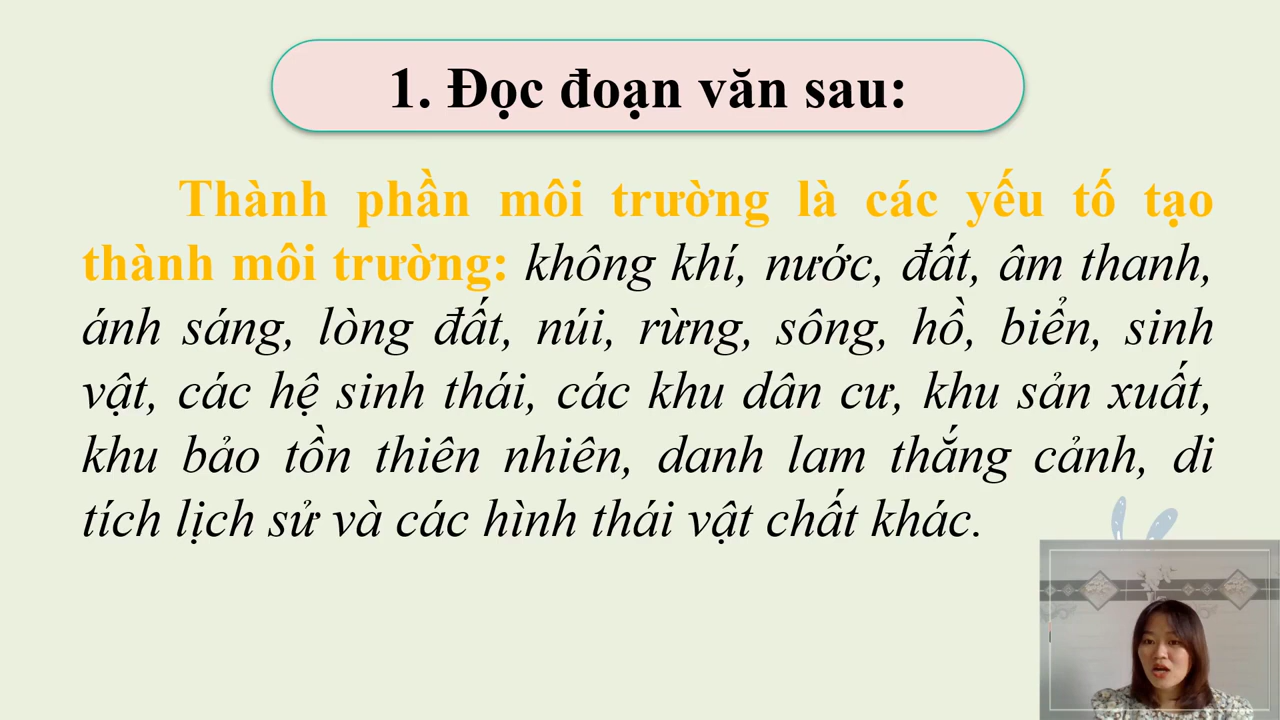 1. Đọc đoạn văn sau:
Thành phần môi trường là các yếu tố tạo
thành môi trường: không khí, nước, đất, âm thanh,
ánh sáng, lòng đất, núi, rừng, sông, hồ, biển, sinh
vật, các hệ sinh thái, các khu dân cư, khu sản xuất,
khu bảo tồn thiên nhiên, danh lam thắng cảnh, di
tích lịch sử và các hình thái vật chất khác.